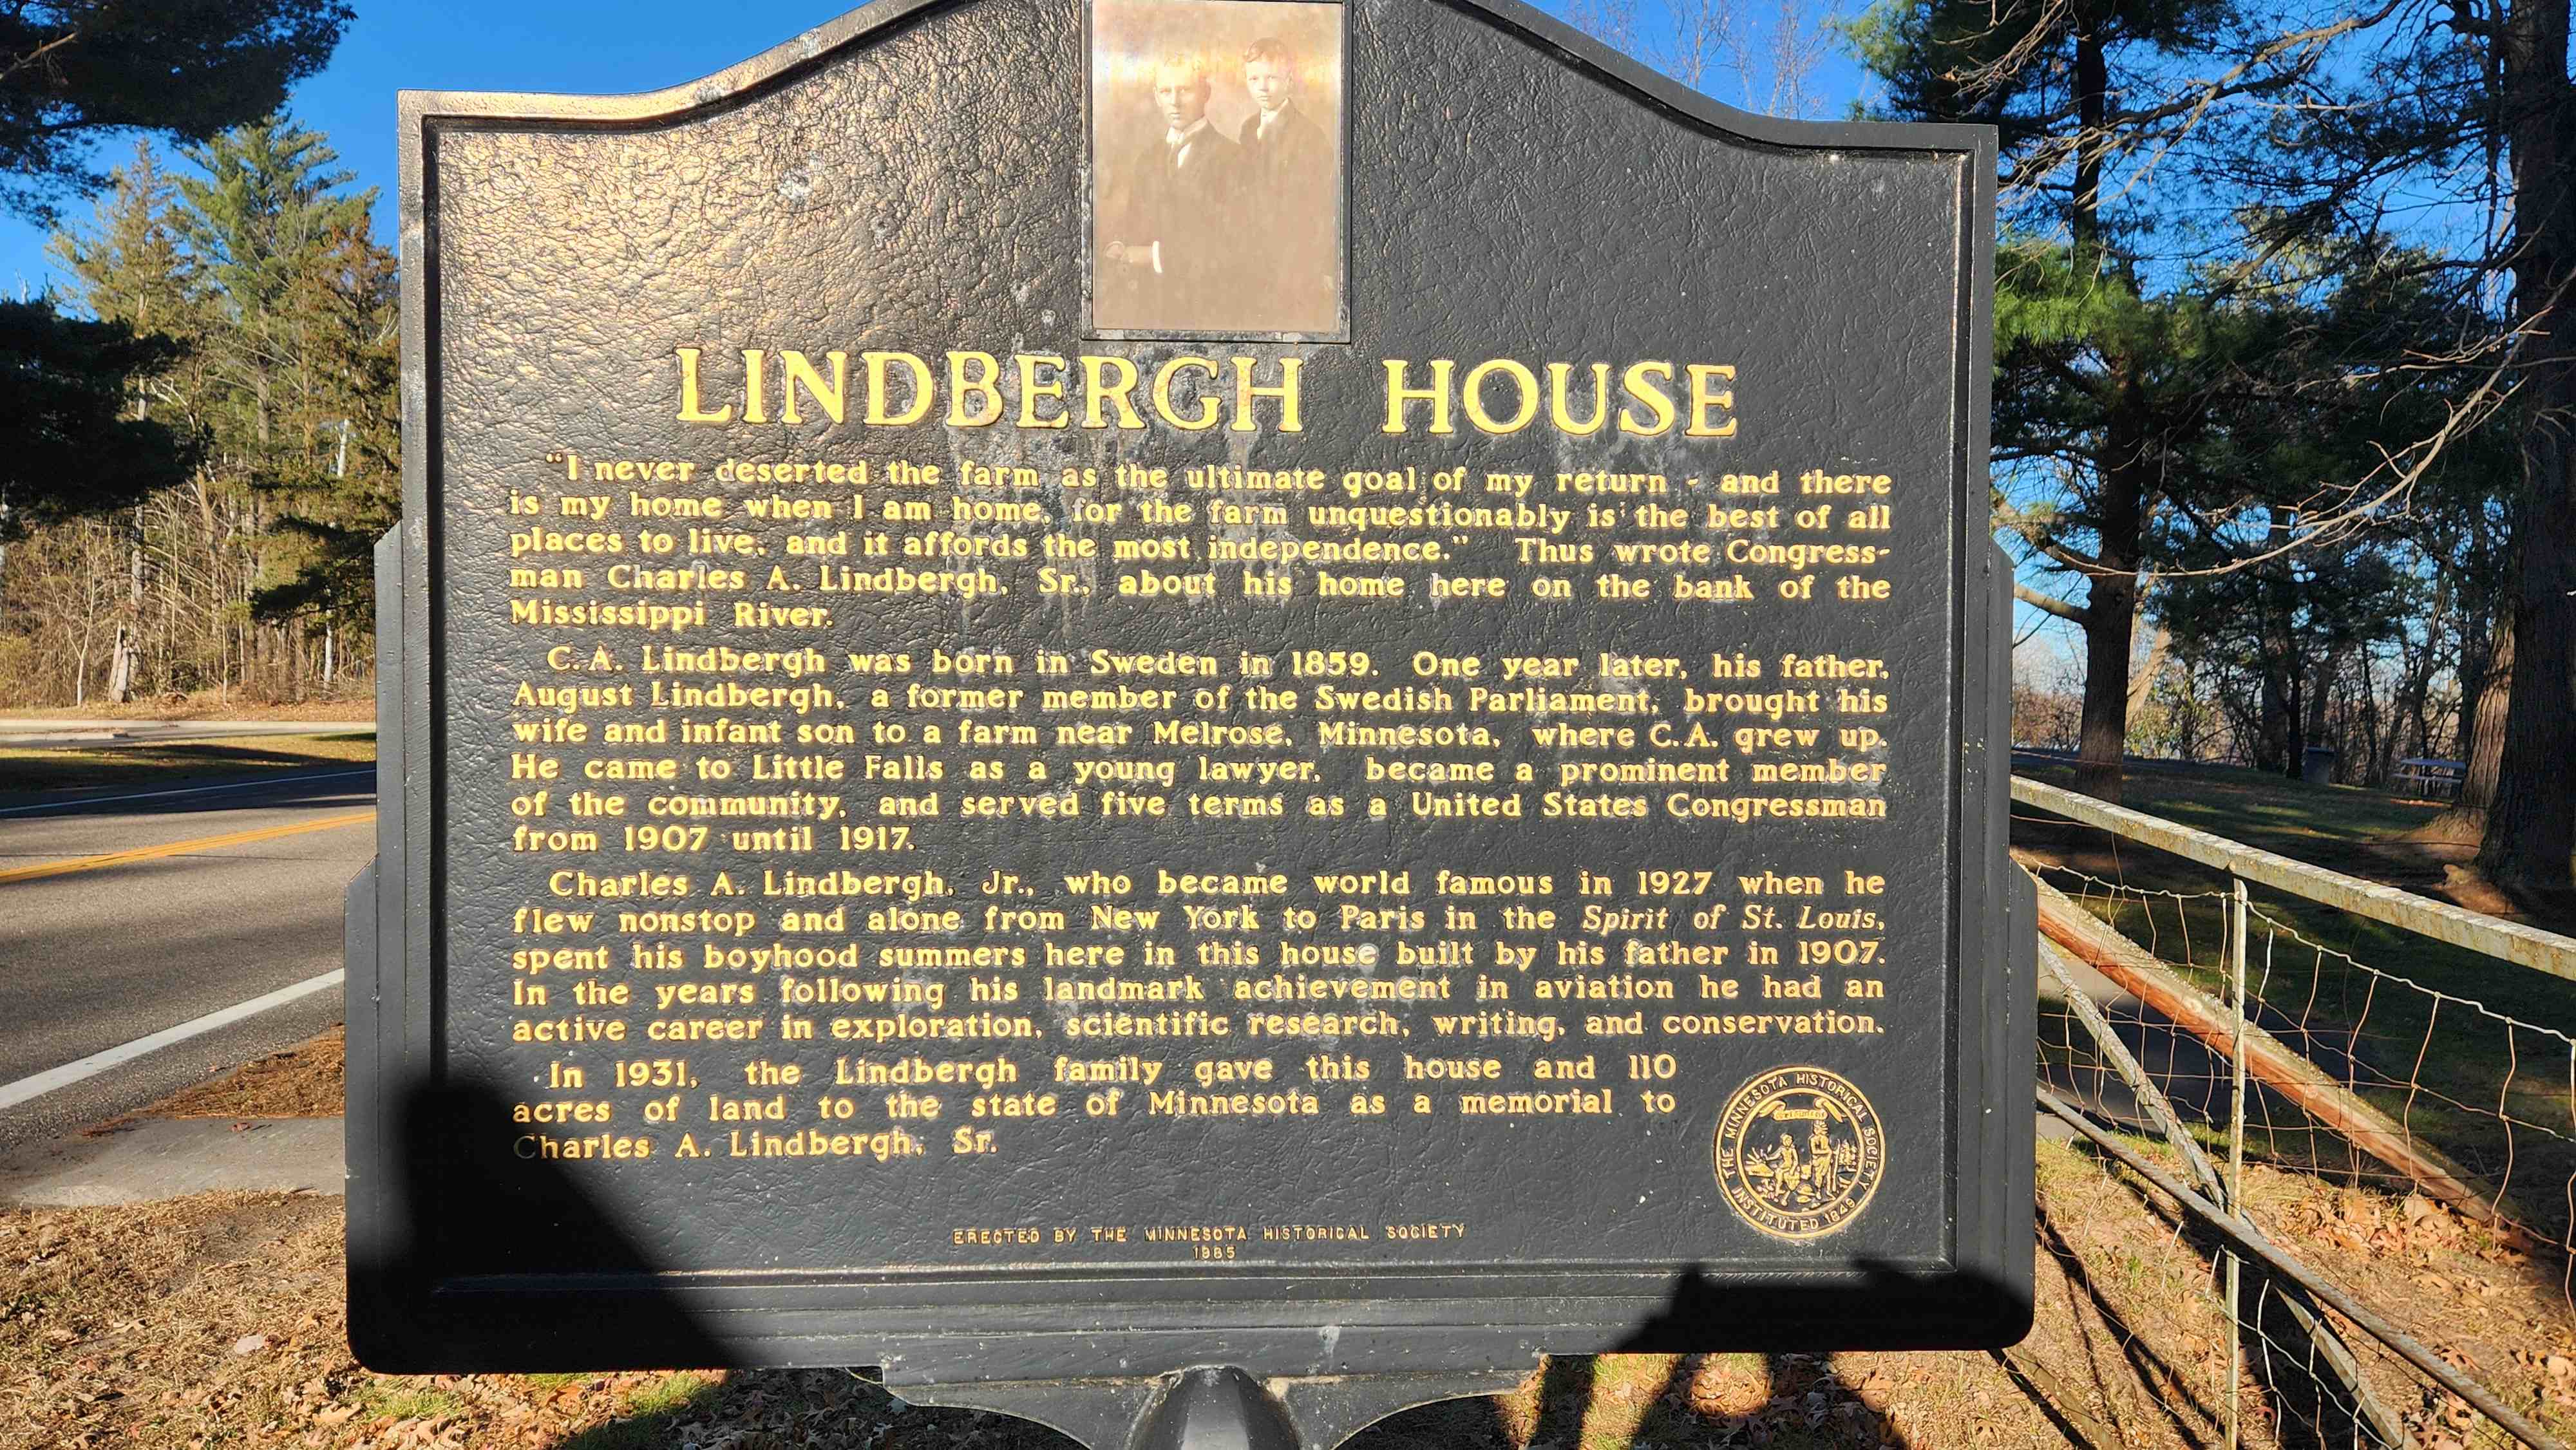 LINDBERGH HOUSE
"I never deserted the farm as the ultimate goal of my return - and there
is my home when I am home, for the farm unquestionably is the best of all
places to live, and it affords the most independence." Thus wrote Congress-
man Charles A. Lindbergh, Sr., about his home here on the bank of the
Mississippi River.
C.A. Lindbergh was born in Sweden in 1859. One year later, his father,
August Lindbergh, a former member of the Swedish Parliament, brought his
wife and infant son to a farm near Melrose, Minnesota, where C.A. grew up.
He came to Little Falls as a young lawyer, became a prominent member
of the community, and served five terms as a United States Congressman
from 1907 until 1917.
Charles A. Lindbergh, Jr., who became world famous in 1927 when he
flew nonstop and alone from New York to Paris in the Spirit of St. Louis,
spent his boyhood summers here in this house built by his father in 1907.
In the years following his landmark achievement in aviation he had an
active career in exploration, scientific research, writing, and conservation.
In 1931, the Lindbergh family gave this house and 110
acres of land to the state of Minnesota as a memorial to
Charles A. Lindbergh, Sr.
THE MINNESOTA HISTORICAL SOCIETY
INSTITUTED 1849
ERECTED BY THE MINNESOTA HISTORICAL SOCIETY
1985